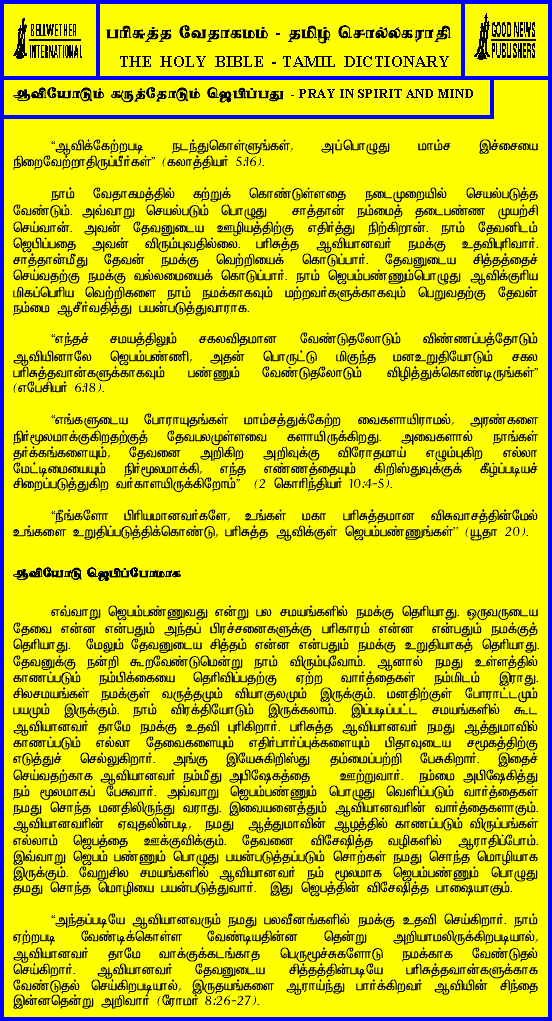 BELLWETHER
INTERNATIONAL
பரிசுத்த வேதாகமம் - தமிழ் சொல்லகராதி
THE HOLY BIBLE - TAMIL DICTIONARY
GOOD NEWS
PUBLISHERS
ஆவியோடும் கருத்தோடும் ஜெபிப்பது - PRAY IN SPIRIT AND MIND
“ஆவிக்கேற்றபடி நடந்துகொள்ளுங்கள், அப்பொழுது மாம்ச இச்சையை
நிறைவேற்றாதிருப்பீர்கள்” (கலாத்தியர் 5:16).
நாம் வேதாகமத்தில் கற்றுக் கொண்டுள்ளதை நடைமுறையில் செயல்படுத்த
வேண்டும். அவ்வாறு செயல்படும் பொழுது சாத்தான் நம்மைத் தடைபண்ண முயற்சி
செய்வான். அவன் தேவனுடைய ஊழியத்திற்கு எதிர்த்து நிற்கிறான். நாம் தேவனிடம்
ஜெபிப்பதை அவன் விரும்புவதில்லை. பரிசுத்த ஆவியானவர் நமக்கு உதவிபுரிவார்.
சாத்தான்மீது தேவன் நமக்கு வெற்றியைக் கொடுப்பார். தேவனுடைய சித்தத்தைச்
செய்வதற்கு நமக்கு வல்லமையைக் கொடுப்பார். நாம் ஜெபம்பண்ணும்பொழுது ஆவிக்குரிய
மிகப்பெரிய வெற்றிகளை நாம் நமக்காகவும் மற்றவர்களுக்காகவும் பெறுவதற்கு தேவன்
நம்மை ஆசீர்வதித்து பயன்படுத்துவாராக.
“எந்தச் சமயத்திலும் சகலவிதமான வேண்டுதலோடும் விண்ணப்பத்தோடும்
ஆவியினாலே ஜெபம்பண்ணி, அதன் பொருட்டு மிகுந்த மனஉறுதியோடும் சகல
பரிசுத்தவான்களுக்காகவும் பண்ணும் வேண்டுதலோடும் விழித்துக்கொண்டிருங்கள்”
(எபேசியர் 6:18).
“எங்களுடைய போராயுதங்கள் மாம்சத்துக்கேற்ற வைகளாயிராமல், அரண்களை
நிர்மூலமாக்குகிறதற்குத் தேவபலமுள்ளவை களாயிருக்கிறது. அவைகளால் நாங்கள்
தர்க்கங்களையும், தேவனை அறிகிற அறிவுக்கு விரோதமாய் எழும்புகிற எல்லா
மேட்டிமையையும் நிர்மூலமாக்கி, எந்த எண்ணத்தையும் கிறிஸ்துவுக்குக் கீழ்ப்படியச்
சிறைப்படுத்துகிற வர்களாயிருக்கிறோம்” (2 கொரிந்தியர் 10:4-5).
“நீங்களோ பிரியமானவர்களே, உங்கள் மகா பரிசுத்தமான விசுவாசத்தின்மேல்
உங்களை உறுதிப்படுத்திக்கொண்டு, பரிசுத்த ஆவிக்குள் ஜெபம்பண்ணுங்கள்” (யூதா 20).
ஆவியோடு ஜெபிப்போமாக
எவ்வாறு ஜெபம்பண்ணுவது என்று பல சமயங்களில் நமக்கு தெரியாது. ஒருவருடைய
தேவை என்ன என்பதும் அந்தப் பிரச்சனைகளுக்கு பரிகாரம் என்ன என்பதும் நமக்குத்
தெரியாது. மேலும் தேவனுடைய சித்தம் என்ன என்பதும் நமக்கு உறுதியாகத் தெரியாது.
தேவனுக்கு நன்றி கூறவேண்டுமென்று நாம் விரும்புவோம். ஆனால் நமது உள்ளத்தில்
காணப்படும் நம்பிக்கையை தெரிவிப்பதற்கு ஏற்ற வார்த்தைகள் நம்மிடம் இராது.
சிலசமயங்கள் நமக்குள் வருத்தமும் வியாகுலமும் இருக்கும். மனதிற்குள் போராட்டமும்
பயமும் இருக்கும். நாம் விரக்தியோடும் இருக்கலாம். இப்படிப்பட்ட சமயங்களில் கூட
ஆவியானவர் தாமே நமக்கு உதவி புரிகிறார். பரிசுத்த ஆவியானவர் நமது ஆத்துமாவில்
காணப்படும் எல்லா தேவைகளையும் எதிர்பார்ப்புக்களையும் பிதாவுடைய சமூகத்திற்கு
எடுத்துச் செல்லுகிறார். அங்கு இயேசுகிறிஸ்து தம்மைப்பற்றி பேசுகிறார். இதைச்
செய்வதற்காக ஆவியானவர் நம்மீது அபிஷேகத்தை ஊற்றுவார். நம்மை அபிஷேகித்து
நம் மூலமாகப் பேசுவார். அவ்வாறு ஜெபம்பண்ணும் பொழுது வெளிப்படும் வார்த்தைகள்
நமது சொந்த மனதிலிருந்து வராது. இவையனைத்தும் ஆவியானவரின் வார்த்தைகளாகும்.
ஆவியானவரின் ஏவுதலின்படி, நமது ஆத்துமாவின் ஆழத்தில் காணப்படும் விருப்பங்கள்
எல்லாம் ஜெபத்தை ஊக்குவிக்கும். தேவனை விசேஷித்த வழிகளில் ஆராதிப்போம்.
இவ்வாறு ஜெபம் பண்ணும் பொழுது பயன்படுத்தப்படும் சொற்கள் நமது சொந்த மொழியாக
இருக்கும். வேறுசில சமயங்களில் ஆவியானவர் நம் மூலமாக ஜெபம்பண்ணும் பொழுது
தமது சொந்த மொழியை பயன்படுத்துவார். இது ஜெபத்தின் விசேஷித்த பாஷையாகும்.
“அந்தப்படியே ஆவியானவரும் நமது பலவீனங்களில் நமக்கு உதவி செய்கிறார். நாம்
ஏற்றபடி வேண்டிக்கொள்ள வேண்டியதின்ன தென்று அறியாமலிருக்கிறபடியால்,
ஆவியானவர் தாமே வாக்குக்கடங்காத பெருமூச்சுகளோடு நமக்காக வேண்டுதல்
செய்கிறார். ஆவியானவர் தேவனுடைய சித்தத்தின்படியே பரிசுத்தவான்களுக்காக
வேண்டுதல் செய்கிறபடியால், இருதயங்களை ஆராய்ந்து பார்க்கிறவர் ஆவியின் சிந்தை
இன்னதென்று அறிவார் (ரோமர் 8:26-27).